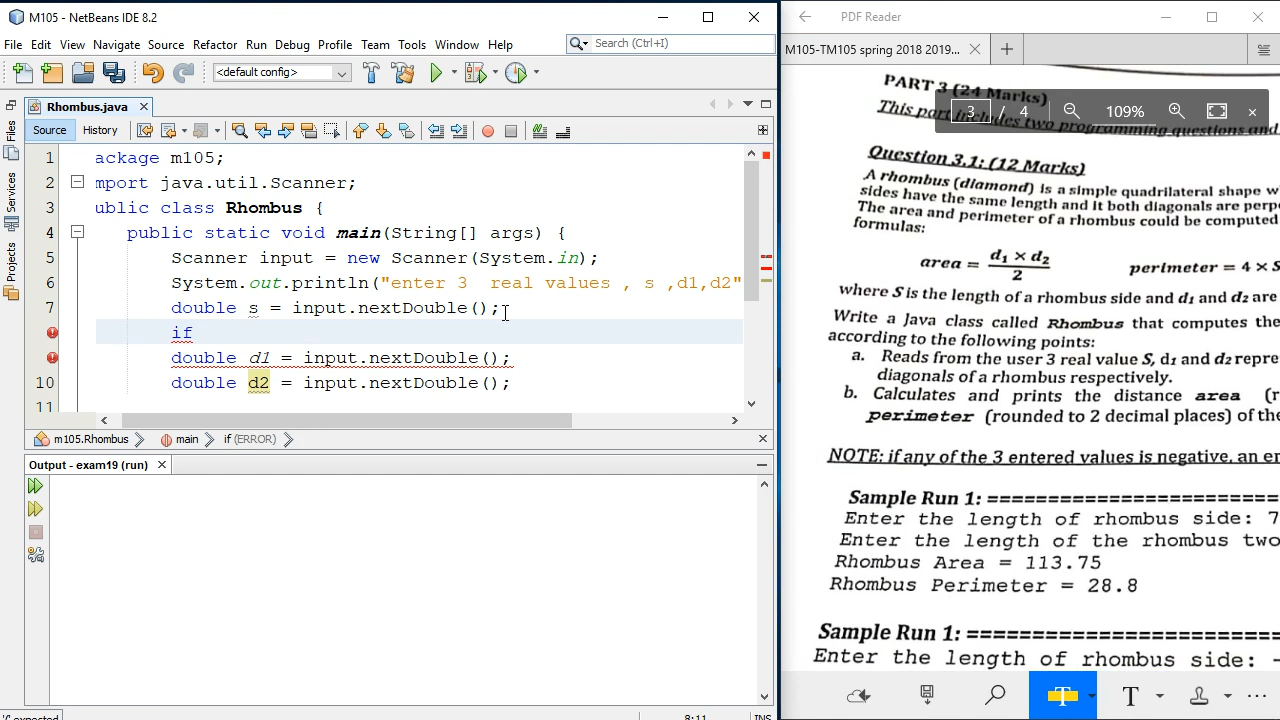 M105 - NetBeans IDE 8.2
File Edit View Navigate Source Refactor Run Debug Profile Team Tools Window Help
Search (Ctrl+I)
<default config>
Rhombus.java
Source History
Files
Services
Projects
1 ackage m105;
2 mport java.util.Scanner;
3 ublic class Rhombus {
4 public static void main(String[] args) {
5 Scanner input = new Scanner(System.in);
6 System.out.println("enter 3 real values , s ,d1,d2"
7 double s = input.nextDouble();
if
double d1 = input.nextDouble();
10 double d2 = input.nextDouble();
11
m105.Rhombus main if (ERROR)
Output - exam19 (run)
8:11 INS
PDF Reader
M105-TM105 spring 2018 2019...
3 / 4 109%
PART 3 (24 Marks)
This part includes two programming questions and
Question 3.1: (12 Marks)
A rhombus (diamond) is a simple quadrilateral shape w
sides have the same length and it both diagonals are perp
The area and perimeter of a rhombus could be computed
formulas:
area = d₁ × d₂ / 2 perimeter = 4 × S
where S is the length of a rhombus side and d₁ and d₂ are
Write a Java class called Rhombus that computes the
according to the following points:
a. Reads from the user 3 real value S, d₁ and d₂ repre
diagonals of a rhombus respectively.
b. Calculates and prints the distance area (r
perimeter (rounded to 2 decimal places) of the
NOTE: if any of the 3 entered values is negative, an er
Sample Run 1: ========================
Enter the length of rhombus side: 7
Enter the length of the rhombus two
Rhombus Area = 113.75
Rhombus Perimeter = 28.8
Sample Run 1: ========================
Enter the length of rhombus side: -